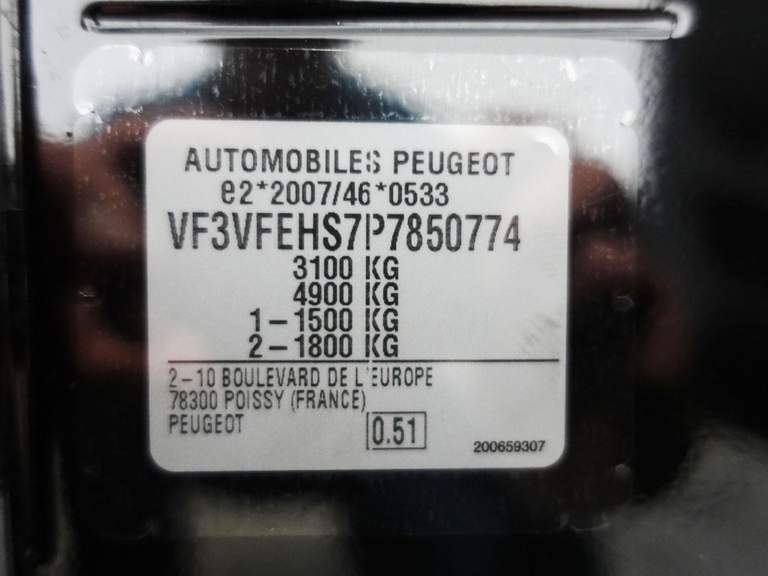 AUTOMOBILES PEUGEOT
e2*2007/46*0533
VF3VFEHS7P7850774
3100 KG
4900 KG
1-1500 KG
2-1800 KG
2-10 BOULEVARD DE L'EUROPE
78300 POISSY (FRANCE)
PEUGEOT
0.51
200659307